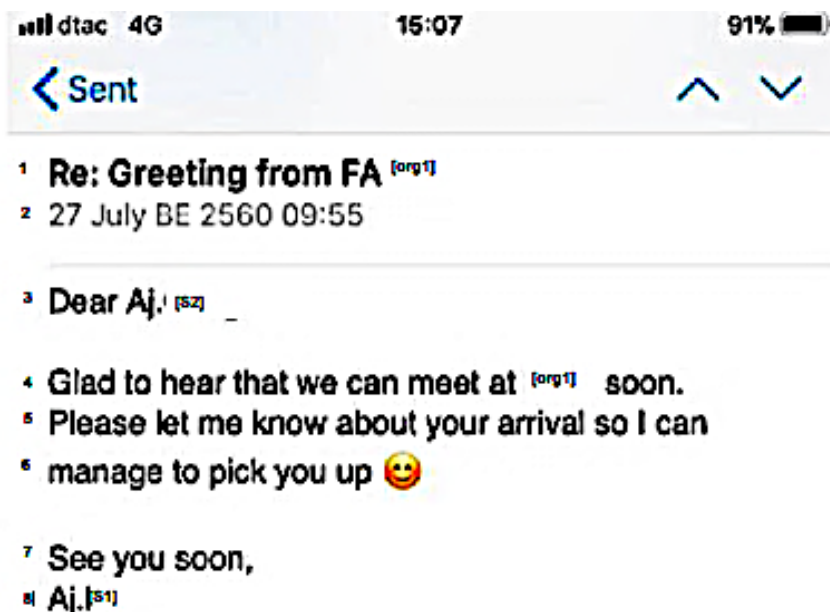 dtac 4G 15:07 91%
Sent
1 Re: Greeting from FA [org1]
2 27 July BE 2560 09:55
3 Dear Aj. [S2]
4 Glad to hear that we can meet at [org1] soon.
5 Please let me know about your arrival so I can
6 manage to pick you up 😊
7 See you soon,
8 Aj.[S1]